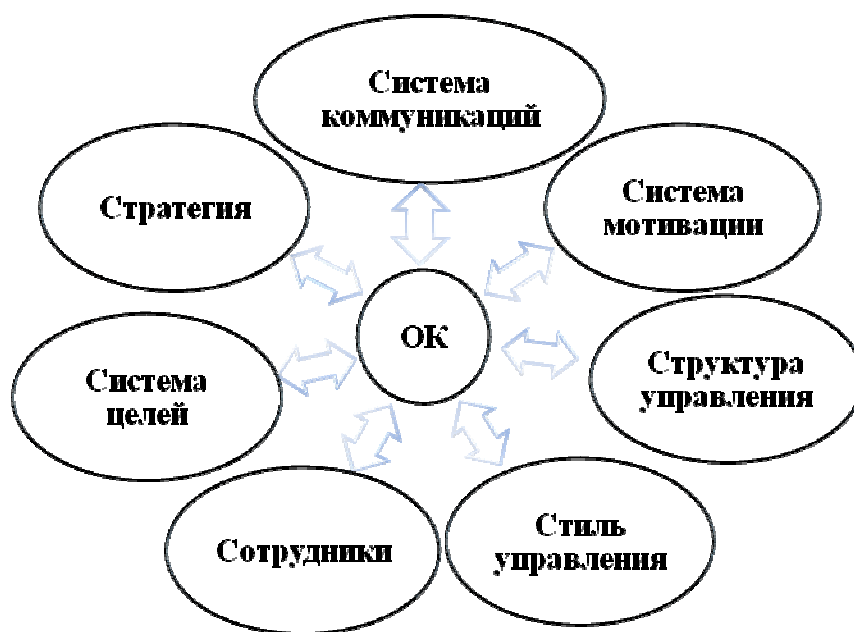 Система
коммуникаций
Стратегия
Система
мотивации
ОК
Система
целей
Структура
управления
Сотрудники
Стиль
управления